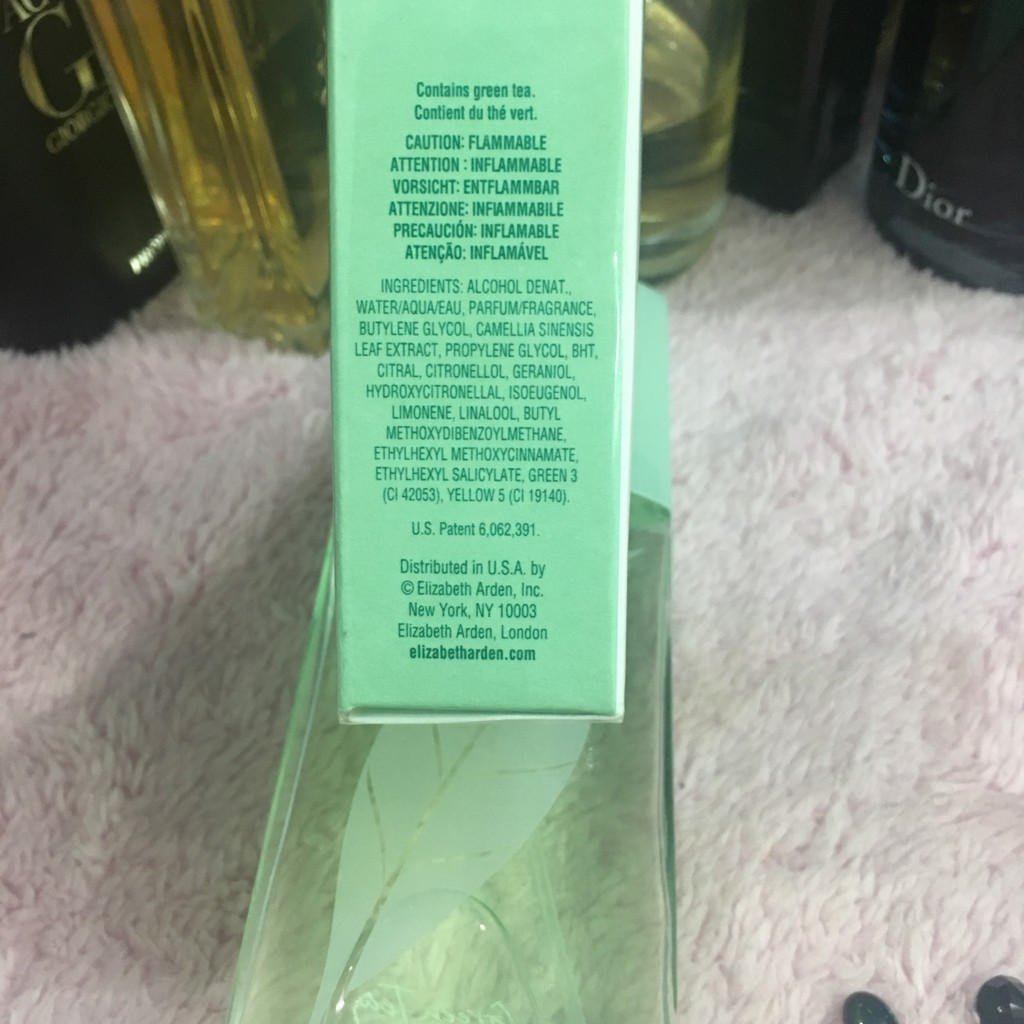 G
GIORGIO
Dior
Contains green tea.
Contient du thé vert.
CAUTION: FLAMMABLE
ATTENTION : INFLAMMABLE
VORSICHT: ENTFLAMMBAR
ATTENZIONE: INFIAMMABILE
PRECAUCIÓN: INFLAMABLE
ATENÇÃO: INFLAMÁVEL
INGREDIENTS: ALCOHOL DENAT.,
WATER/AQUA/EAU, PARFUM/FRAGRANCE,
BUTYLENE GLYCOL, CAMELLIA SINENSIS
LEAF EXTRACT, PROPYLENE GLYCOL, BHT,
CITRAL, CITRONELLOL, GERANIOL,
HYDROXYCITRONELLAL, ISOEUGENOL,
LIMONENE, LINALOOL, BUTYL
METHOXYDIBENZOYLMETHANE,
ETHYLHEXYL METHOXYCINNAMATE,
ETHYLHEXYL SALICYLATE, GREEN 3
(CI 42053), YELLOW 5 (CI 19140).
U.S. Patent 6,062,391.
Distributed in U.S.A. by
© Elizabeth Arden, Inc.
New York, NY 10003
Elizabeth Arden, London
elizabetharden.com